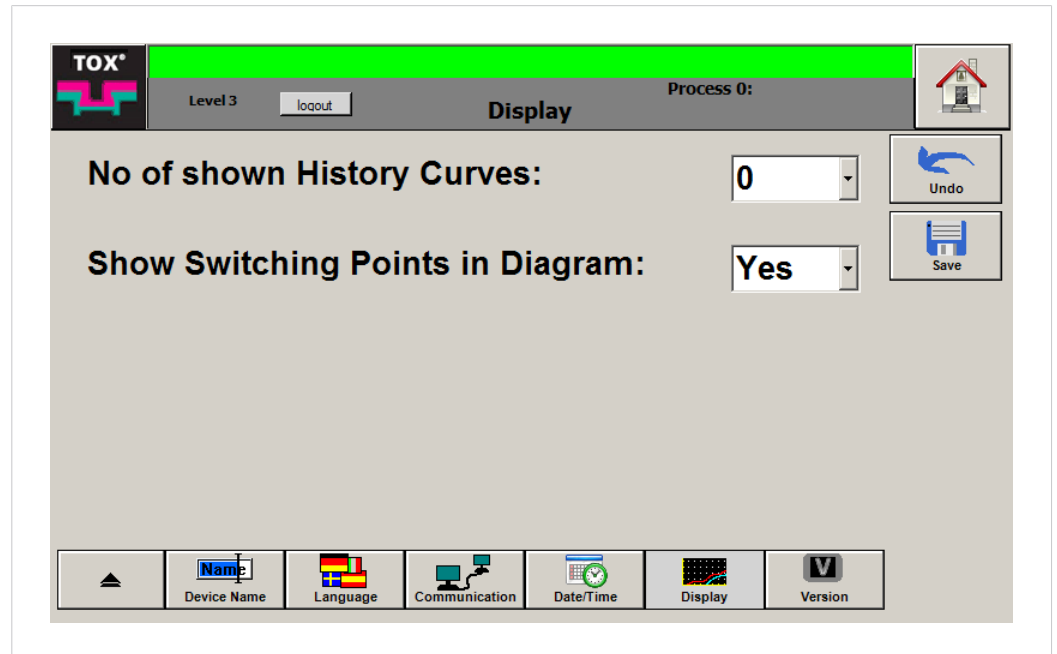 TOX®
Level 3
logout
Display
Process 0:
No of shown History Curves:
0
Undo
Show Switching Points in Diagram:
Yes
Save
Name
Device Name
Language
Communication
Date/Time
Display
V
Version